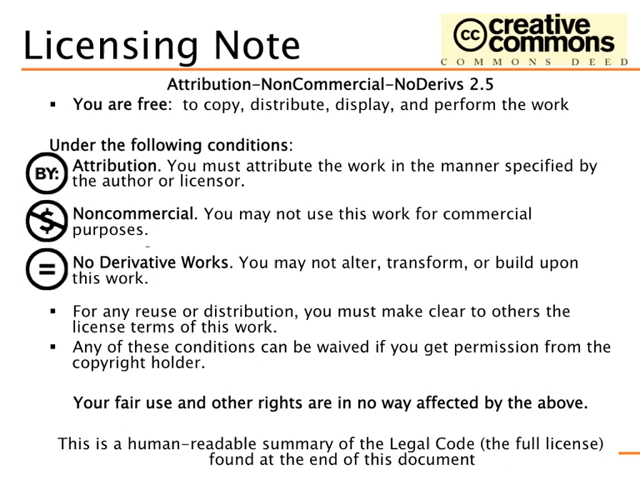 Licensing Note
cc creative
commons
COMMONS DEED
Attribution-NonCommercial-NoDerivs 2.5
▪ You are free: to copy, distribute, display, and perform the work
Under the following conditions:
BY: Attribution. You must attribute the work in the manner specified by
the author or licensor.
$ Noncommercial. You may not use this work for commercial
purposes.
= No Derivative Works. You may not alter, transform, or build upon
this work.
▪ For any reuse or distribution, you must make clear to others the
license terms of this work.
▪ Any of these conditions can be waived if you get permission from the
copyright holder.
Your fair use and other rights are in no way affected by the above.
This is a human-readable summary of the Legal Code (the full license)
found at the end of this document